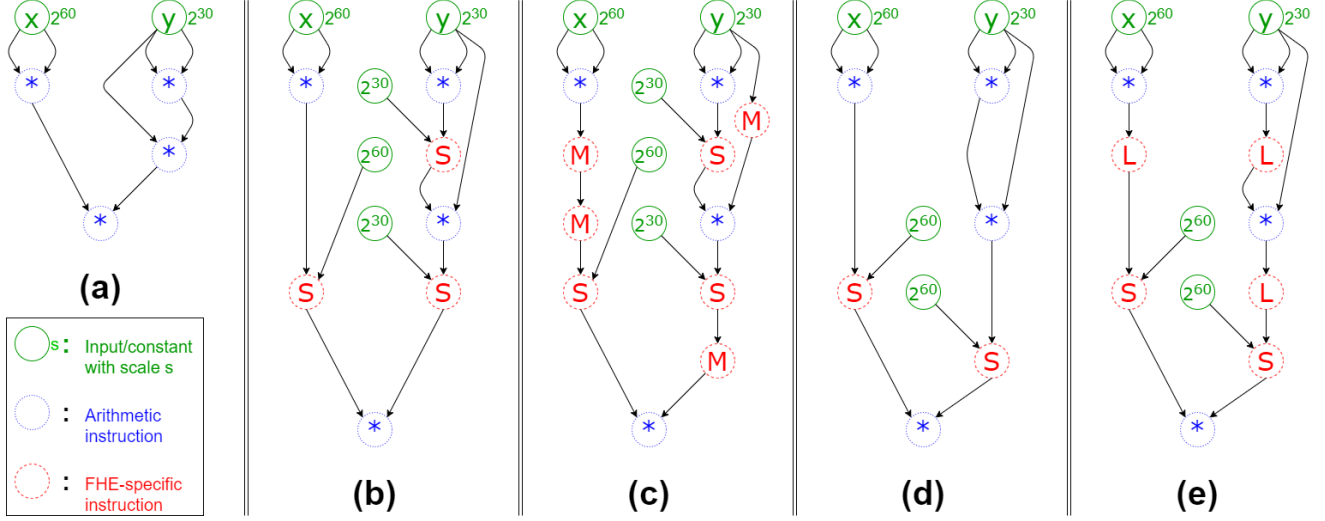 x 2^60 y 2^30
* *
*
*
(a)
s : Input/constant
with scale s
: Arithmetic
instruction
: FHE-specific
instruction
x 2^60 y 2^30
* 2^30 *
2^60 S
2^30 *
S S
*
(b)
x 2^60 y 2^30
* 2^30 *
M
M 2^60 S
M 2^30 *
S S
M
*
(c)
x 2^60 y 2^30
* *
2^60 *
S 2^60
S
*
(d)
x 2^60 y 2^30
* *
L L
2^60 *
S 2^60 L
S
*
(e)